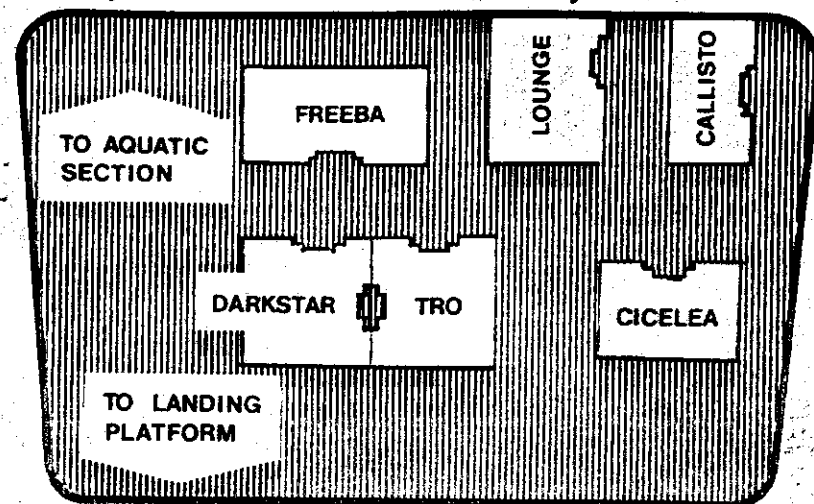 FREEBA
LOUNGE
CALLISTO
TO AQUATIC
SECTION
DARKSTAR
TRO
CICELEA
TO LANDING
PLATFORM